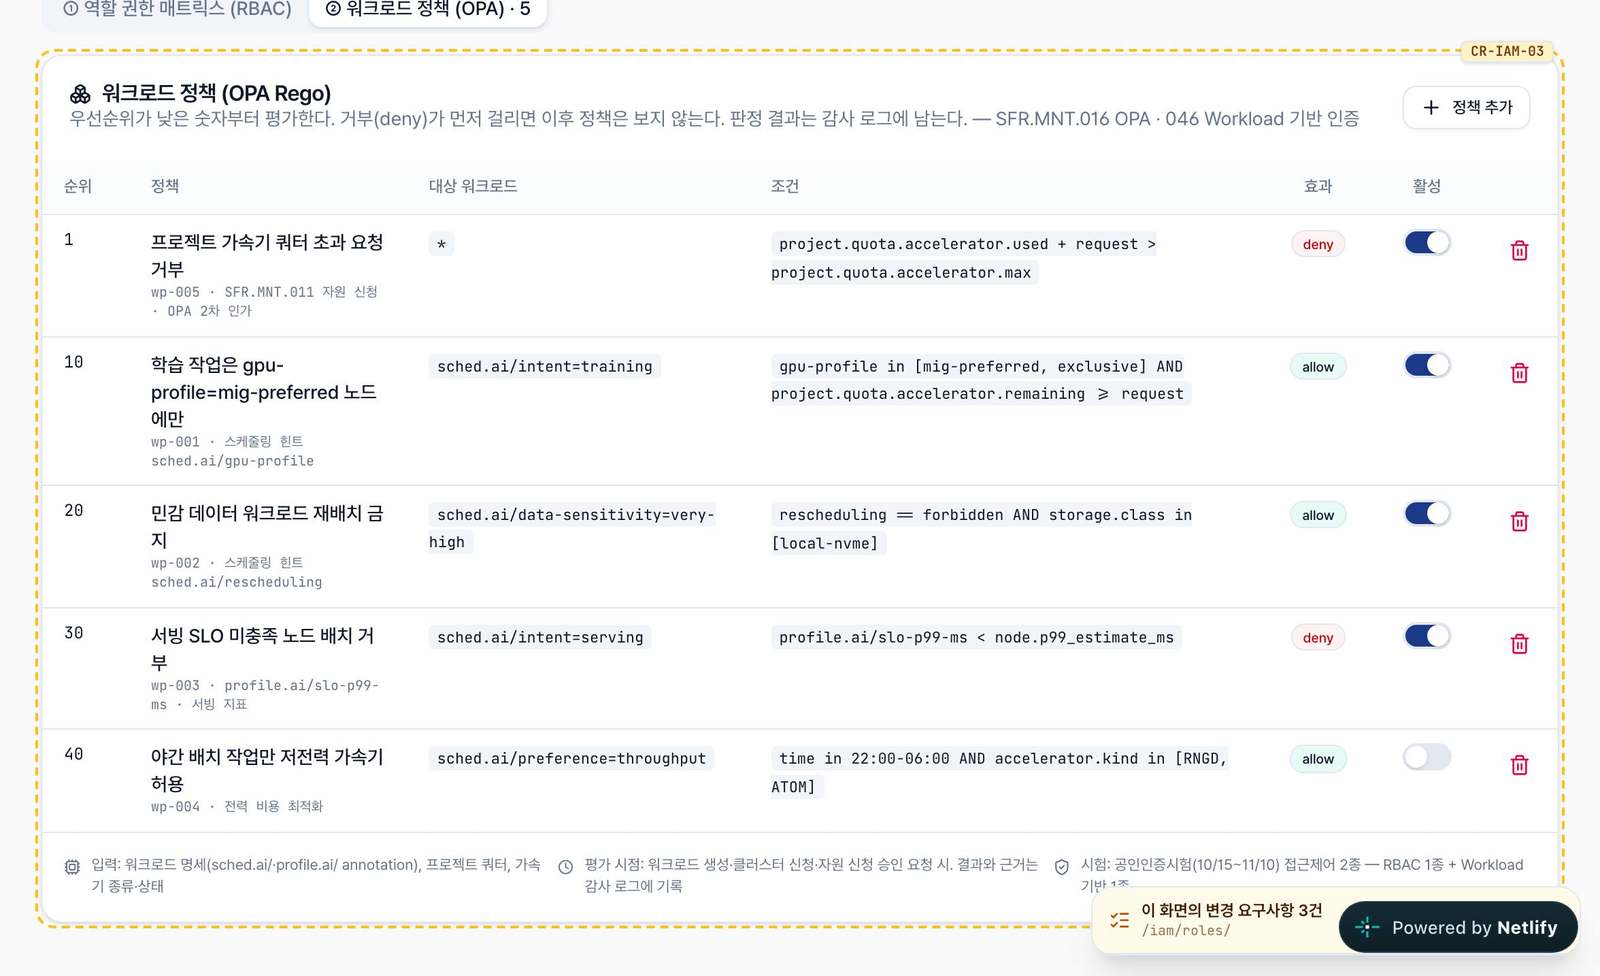 ① 역할 권한 매트릭스 (RBAC)
② 워크로드 정책 (OPA) · 5
CR-IAM-03
워크로드 정책 (OPA Rego)
우선순위가 낮은 숫자부터 평가한다. 거부(deny)가 먼저 걸리면 이후 정책은 보지 않는다. 판정 결과는 감사 로그에 남는다. — SFR.MNT.016 OPA · 046 Workload 기반 인증
정책 추가
순위 정책 대상 워크로드 조건 효과 활성
1
프로젝트 가속기 쿼터 초과 요청
거부
wp-005 · SFR.MNT.011 자원 신청
· OPA 2차 인가
*
project.quota.accelerator.used + request >
project.quota.accelerator.max
deny
10
학습 작업은 gpu-
profile=mig-preferred 노드
에만
wp-001 · 스케줄링 힌트
sched.ai/gpu-profile
sched.ai/intent=training
gpu-profile in [mig-preferred, exclusive] AND
project.quota.accelerator.remaining ≥ request
allow
20
민감 데이터 워크로드 재배치 금
지
wp-002 · 스케줄링 힌트
sched.ai/rescheduling
sched.ai/data-sensitivity=very-
high
rescheduling == forbidden AND storage.class in
[local-nvme]
allow
30
서빙 SLO 미충족 노드 배치 거
부
wp-003 · profile.ai/slo-p99-
ms · 서빙 지표
sched.ai/intent=serving
profile.ai/slo-p99-ms < node.p99_estimate_ms
deny
40
야간 배치 작업만 저전력 가속기
허용
wp-004 · 전력 비용 최적화
sched.ai/preference=throughput
time in 22:00-06:00 AND accelerator.kind in [RNGD,
ATOM]
allow
입력: 워크로드 명세(sched.ai/·profile.ai/ annotation), 프로젝트 쿼터, 가속
기 종류·상태
평가 시점: 워크로드 생성·클러스터 신청·자원 신청 승인 요청 시. 결과와 근거는
감사 로그에 기록
시험: 공인인증시험(10/15~11/10) 접근제어 2종 — RBAC 1종 + Workload
기반 1종
이 화면의 변경 요구사항 3건
/iam/roles/
Powered by Netlify